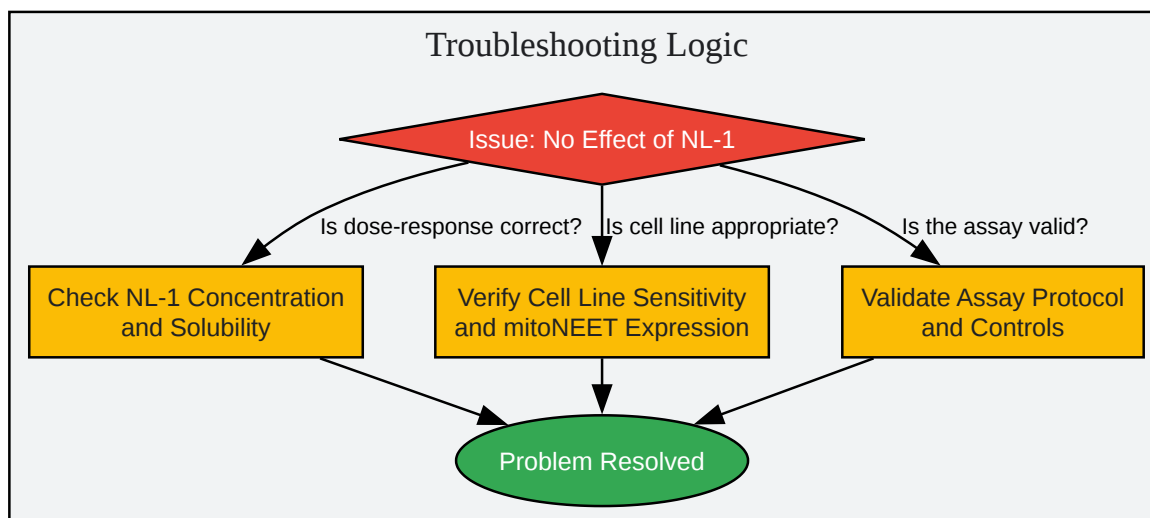 Troubleshooting Logic
Issue: No Effect of NL-1
Is dose-response correct?
Is cell line appropriate?
Is the assay valid?
Check NL-1 Concentration
and Solubility
Verify Cell Line Sensitivity
and mitoNEET Expression
Validate Assay Protocol
and Controls
Problem Resolved